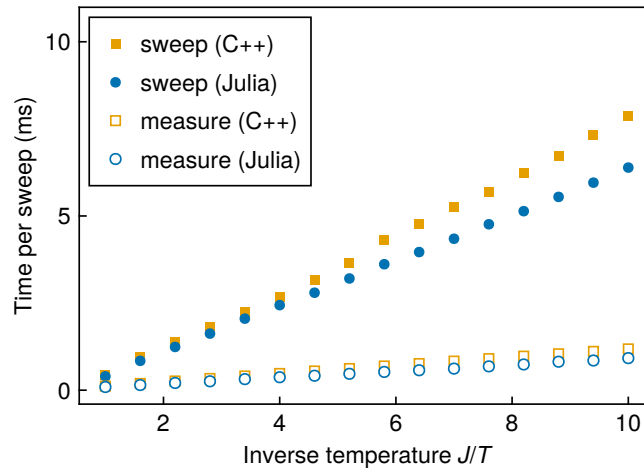 10
sweep (C++)
sweep (Julia)
measure (C++)
measure (Julia)
5
0
Time per sweep (ms)
2
4
6
8
10
Inverse temperature J/T